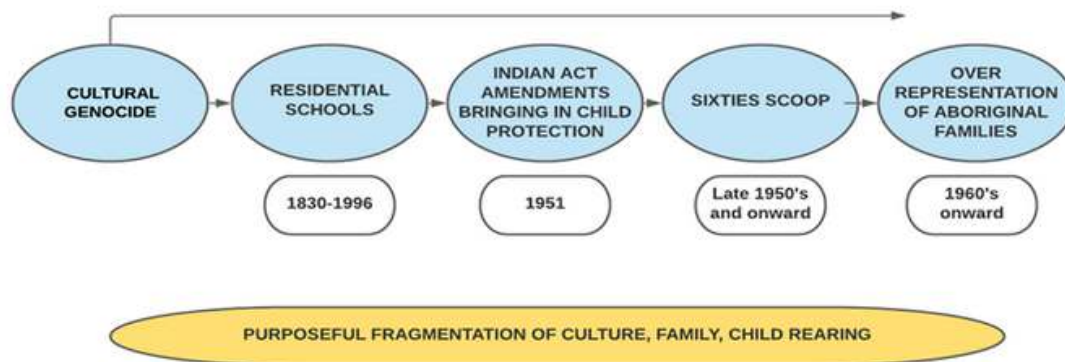 CULTURAL
GENOCIDE
RESIDENTIAL
SCHOOLS
INDIAN ACT
AMENDMENTS
BRINGING IN CHILD
PROTECTION
SIXTIES SCOOP
OVER
REPRESENTATION
OF ABORIGINAL
FAMILIES
1830-1996
1951
Late 1950's
and onward
1960's
onward
PURPOSEFUL FRAGMENTATION OF CULTURE, FAMILY, CHILD REARING